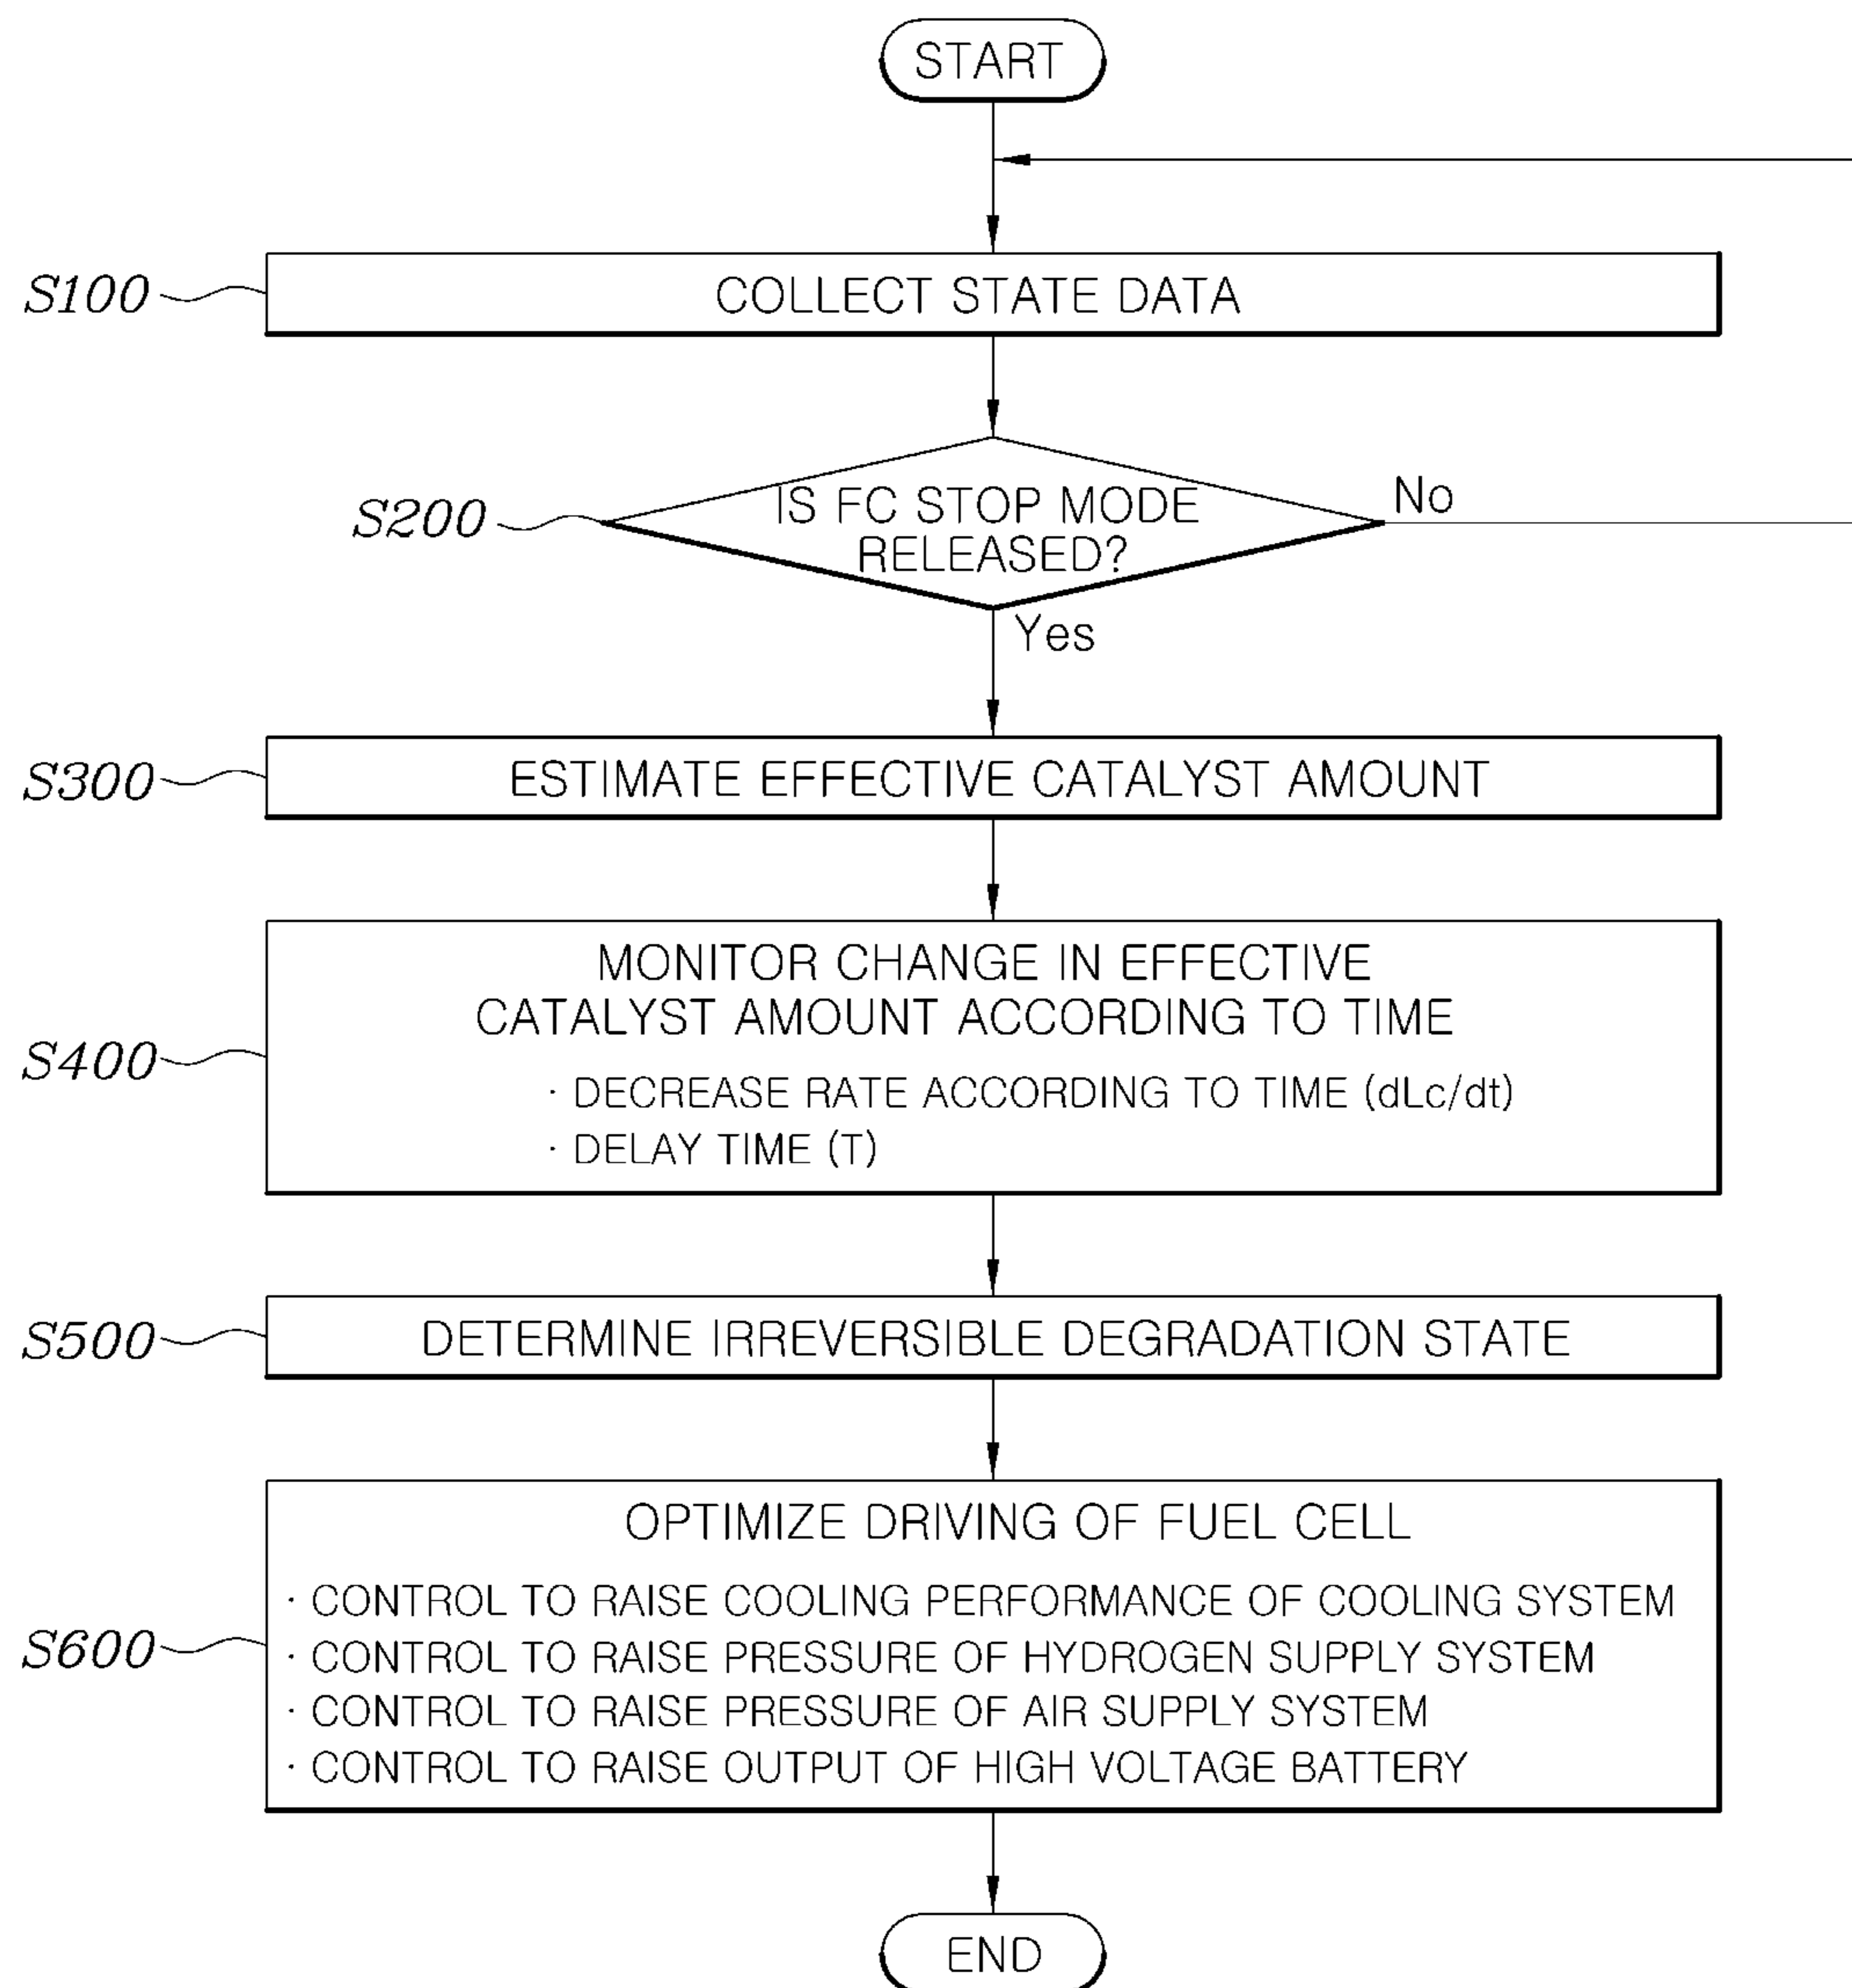 START
S100
COLLECT STATE DATA
S200
IS FC STOP MODE
RELEASED?
No
Yes
S300
ESTIMATE EFFECTIVE CATALYST AMOUNT
S400
MONITOR CHANGE IN EFFECTIVE
CATALYST AMOUNT ACCORDING TO TIME
· DECREASE RATE ACCORDING TO TIME (dLc/dt)
· DELAY TIME (T)
S500
DETERMINE IRREVERSIBLE DEGRADATION STATE
S600
OPTIMIZE DRIVING OF FUEL CELL
· CONTROL TO RAISE COOLING PERFORMANCE OF COOLING SYSTEM
· CONTROL TO RAISE PRESSURE OF HYDROGEN SUPPLY SYSTEM
· CONTROL TO RAISE PRESSURE OF AIR SUPPLY SYSTEM
· CONTROL TO RAISE OUTPUT OF HIGH VOLTAGE BATTERY
END